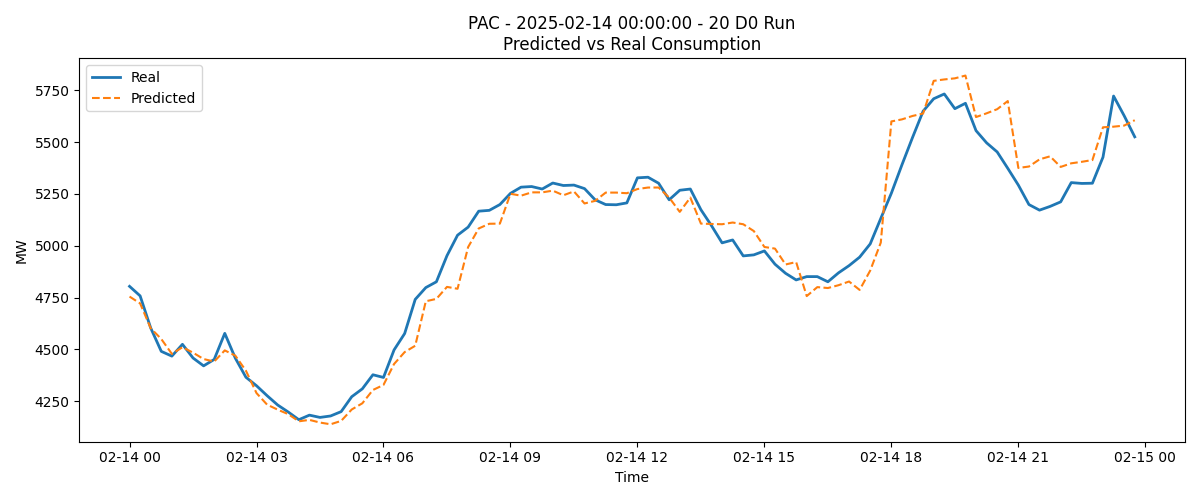 PAC - 2025-02-14 00:00:00 - 20 D0 Run
Predicted vs Real Consumption
Real
Predicted
MW
5750
5500
5250
5000
4750
4500
4250
02-14 00
02-14 03
02-14 06
02-14 09
02-14 12
02-14 15
02-14 18
02-14 21
02-15 00
Time